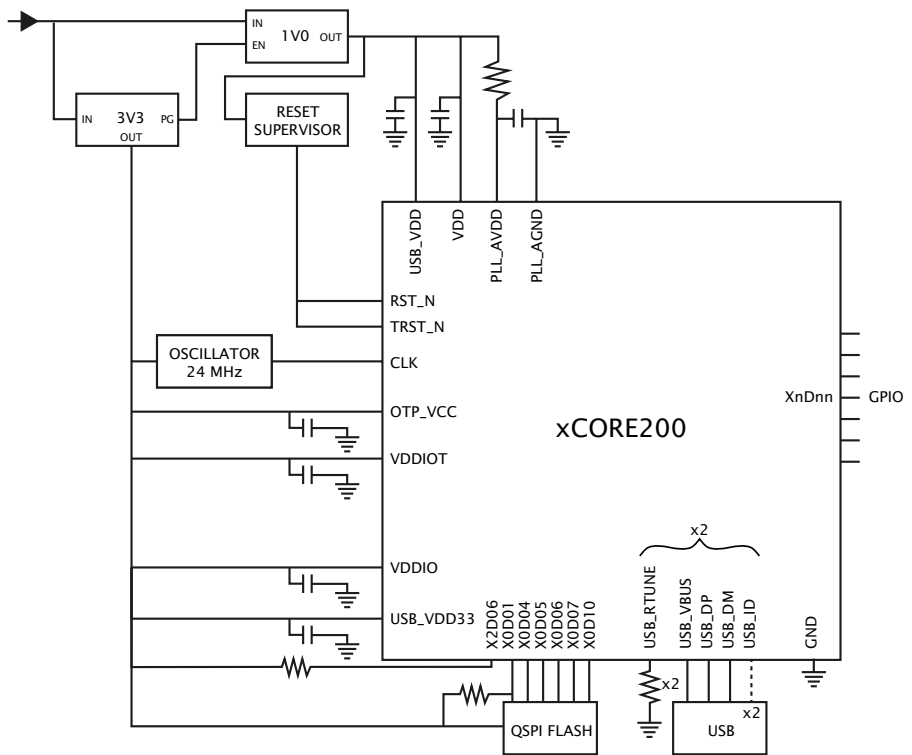 IN
1V0
OUT
EN
IN
3V3
PG
OUT
RESET
SUPERVISOR
USB_VDD
VDD
PLL_AVDD
PLL_AGND
RST_N
TRST_N
OSCILLATOR
24 MHz
CLK
XnDnn
GPIO
OTP_VCC
xCORE200
VDDIOT
x2
VDDIO
USB_VDD33
X2D06
X0D01
X0D04
X0D05
X0D06
X0D07
X0D10
USB_RTUNE
USB_VBUS
USB_DP
USB_DM
USB_ID
GND
x2
x2
QSPI FLASH
USB